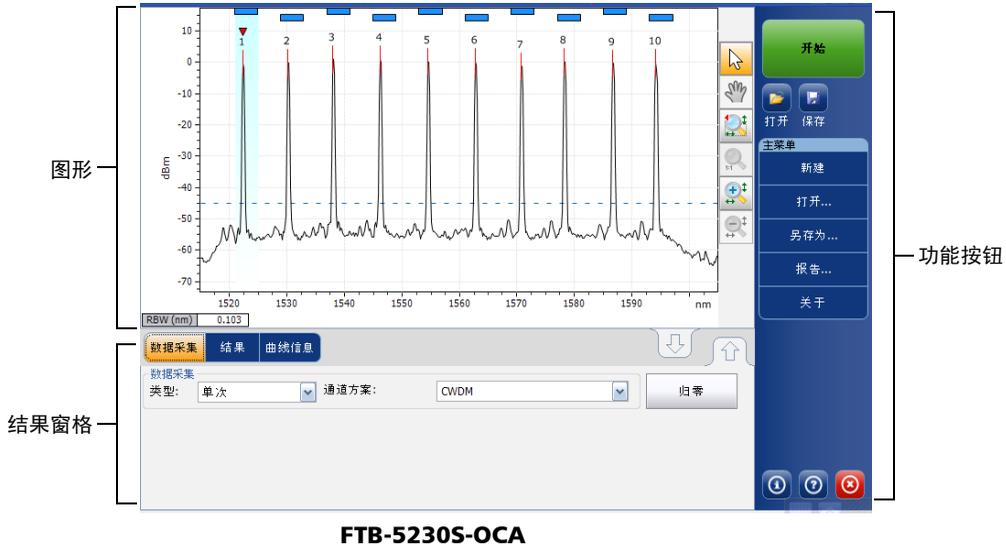 图形
结果窗格
功能按钮
10
0
-10
-20
-30
-40
-50
-60
-70
dBm
1 2 3 4 5 6 7 8 9 10
1520 1530 1540 1550 1560 1570 1580 1590 nm
RBW (nm) 0.103
1:1
开始
打开 保存
主菜单
新建
打开...
另存为...
报告...
关于
数据采集 结果 曲线信息
数据采集
类型: 单次 通道方案: CWDM 归零
FTB-5230S-OCA